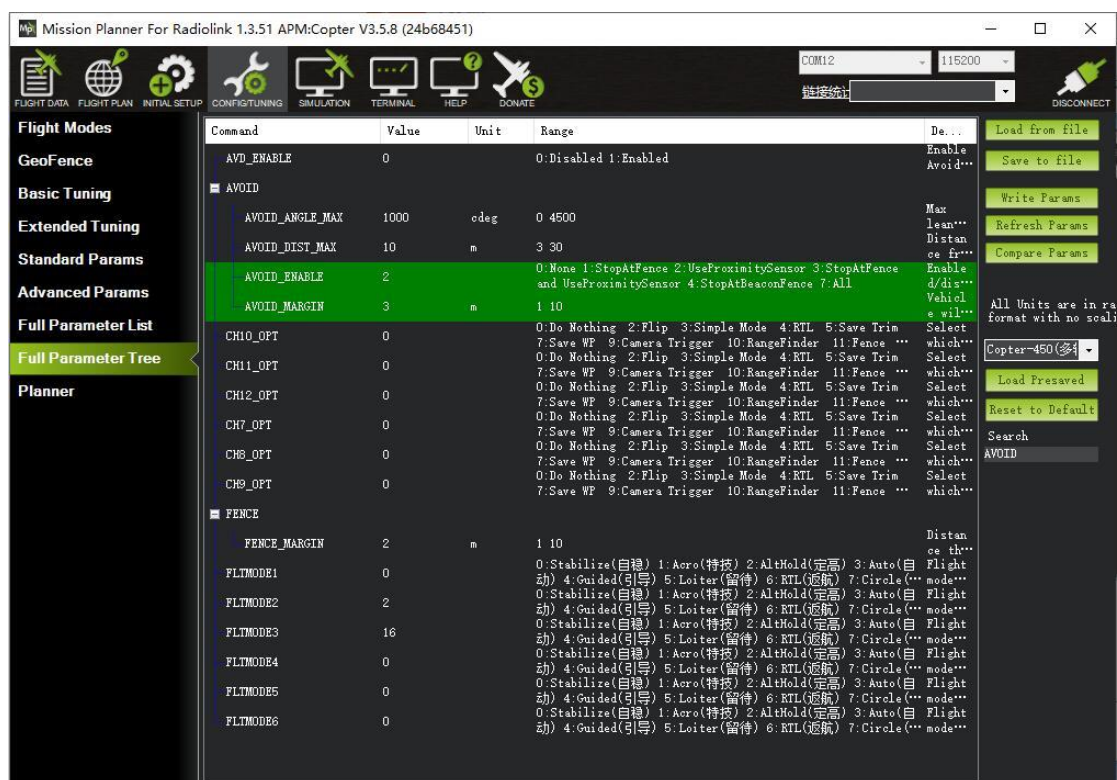 Mission Planner For Radiolink 1.3.51 APM:Copter V3.5.8 (24b68451)
FLIGHT DATA FLIGHT PLAN INITIAL SETUP CONFIG/TUNING SIMULATION TERMINAL HELP DONATE
COM12 115200
链接统计
DISCONNECT
Flight Modes
GeoFence
Basic Tuning
Extended Tuning
Standard Params
Advanced Params
Full Parameter List
Full Parameter Tree
Planner
Command Value Unit Range De...
AVD_ENABLE 0 0:Disabled 1:Enabled Enable
Avoid...
AVOID
AVOID_ANGLE_MAX 1000 cdeg 0 4500 Max
lean...
AVOID_DIST_MAX 10 m 3 30 Distan
ce fr...
AVOID_ENABLE 2 0:None 1:StopAtFence 2:UseProximitySensor 3:StopAtFence Enable
and UseProximitySensor 4:StopAtBeaconFence 7:All d/dis...
AVOID_MARGIN 3 m 1 10 Vehicl
e wil...
CH10_OPT 0 0:Do Nothing 2:Flip 3:Simple Mode 4:RTL 5:Save Trim Select
7:Save WP 9:Camera Trigger 10:RangeFinder 11:Fence ... which...
CH11_OPT 0 0:Do Nothing 2:Flip 3:Simple Mode 4:RTL 5:Save Trim Select
7:Save WP 9:Camera Trigger 10:RangeFinder 11:Fence ... which...
CH12_OPT 0 0:Do Nothing 2:Flip 3:Simple Mode 4:RTL 5:Save Trim Select
7:Save WP 9:Camera Trigger 10:RangeFinder 11:Fence ... which...
CH7_OPT 0 0:Do Nothing 2:Flip 3:Simple Mode 4:RTL 5:Save Trim Select
7:Save WP 9:Camera Trigger 10:RangeFinder 11:Fence ... which...
CH8_OPT 0 0:Do Nothing 2:Flip 3:Simple Mode 4:RTL 5:Save Trim Select
7:Save WP 9:Camera Trigger 10:RangeFinder 11:Fence ... which...
CH9_OPT 0 0:Do Nothing 2:Flip 3:Simple Mode 4:RTL 5:Save Trim Select
7:Save WP 9:Camera Trigger 10:RangeFinder 11:Fence ... which...
FENCE
FENCE_MARGIN 2 m 1 10 Distan
ce th...
FLTMODE1 0 0:Stabilize(自稳) 1:Acro(特技) 2:AltHold(定高) 3:Auto(自 Flight
动) 4:Guided(引导) 5:Loiter(留待) 6:RTL(返航) 7:Circle(... mode...
FLTMODE2 2 0:Stabilize(自稳) 1:Acro(特技) 2:AltHold(定高) 3:Auto(自 Flight
动) 4:Guided(引导) 5:Loiter(留待) 6:RTL(返航) 7:Circle(... mode...
FLTMODE3 16 0:Stabilize(自稳) 1:Acro(特技) 2:AltHold(定高) 3:Auto(自 Flight
动) 4:Guided(引导) 5:Loiter(留待) 6:RTL(返航) 7:Circle(... mode...
FLTMODE4 0 0:Stabilize(自稳) 1:Acro(特技) 2:AltHold(定高) 3:Auto(自 Flight
动) 4:Guided(引导) 5:Loiter(留待) 6:RTL(返航) 7:Circle(... mode...
FLTMODE5 0 0:Stabilize(自稳) 1:Acro(特技) 2:AltHold(定高) 3:Auto(自 Flight
动) 4:Guided(引导) 5:Loiter(留待) 6:RTL(返航) 7:Circle(... mode...
FLTMODE6 0 0:Stabilize(自稳) 1:Acro(特技) 2:AltHold(定高) 3:Auto(自 Flight
动) 4:Guided(引导) 5:Loiter(留待) 6:RTL(返航) 7:Circle(... mode...
Load from file
Save to file
Write Params
Refresh Params
Compare Params
All Units are in ra
format with no scali
Copter-450(多
Load Presaved
Reset to Default
Search
AVOID